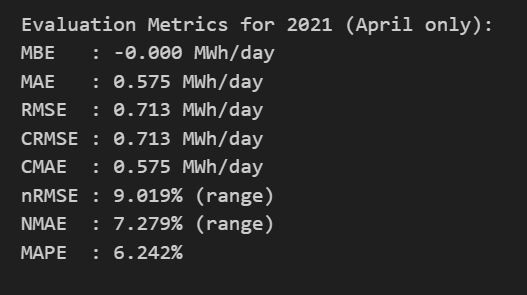 Evaluation Metrics for 2021 (April only):
MBE   : -0.000 MWh/day
MAE   : 0.575 MWh/day
RMSE  : 0.713 MWh/day
CRMSE : 0.713 MWh/day
CMAE  : 0.575 MWh/day
nRMSE : 9.019% (range)
NMAE  : 7.279% (range)
MAPE  : 6.242%